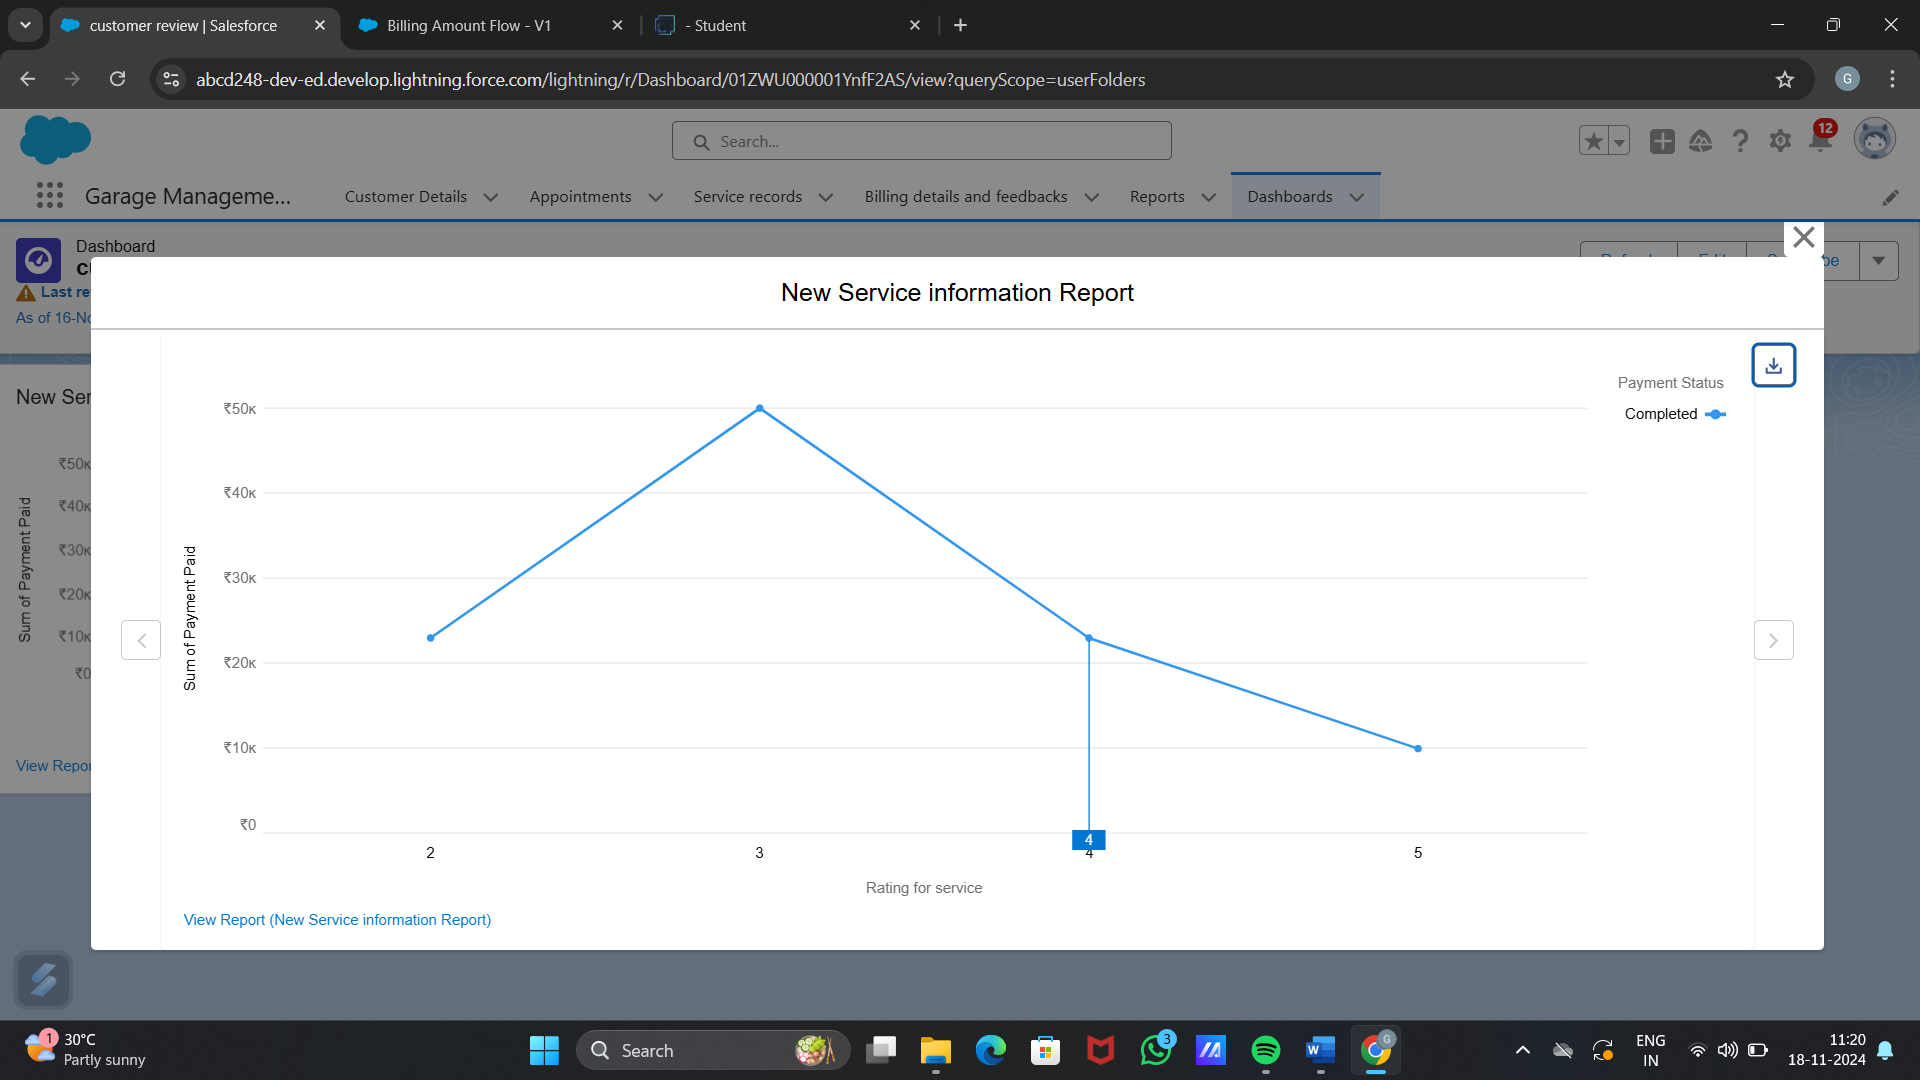 customer review | Salesforce
Billing Amount Flow - V1
- Student
abcd248-dev-ed.develop.lightning.force.com/lightning/r/Dashboard/01ZWU000001YnfF2AS/view?queryScope=userFolders
G
Search...
12
Garage Manageme...
Customer Details
Appointments
Service records
Billing details and feedbacks
Reports
Dashboards
Dashboard
As of 16-No
New Ser
₹50K
₹40K
₹30K
₹20K
₹10K
₹0
Sum of Payment Paid
View Repor
New Service information Report
Payment Status
Completed
₹50K
₹40K
₹30K
₹20K
₹10K
₹0
Sum of Payment Paid
4
2
3
4
5
Rating for service
View Report (New Service information Report)
1
30°C
Partly sunny
Search
3
G
ENG
IN
11:20
18-11-2024